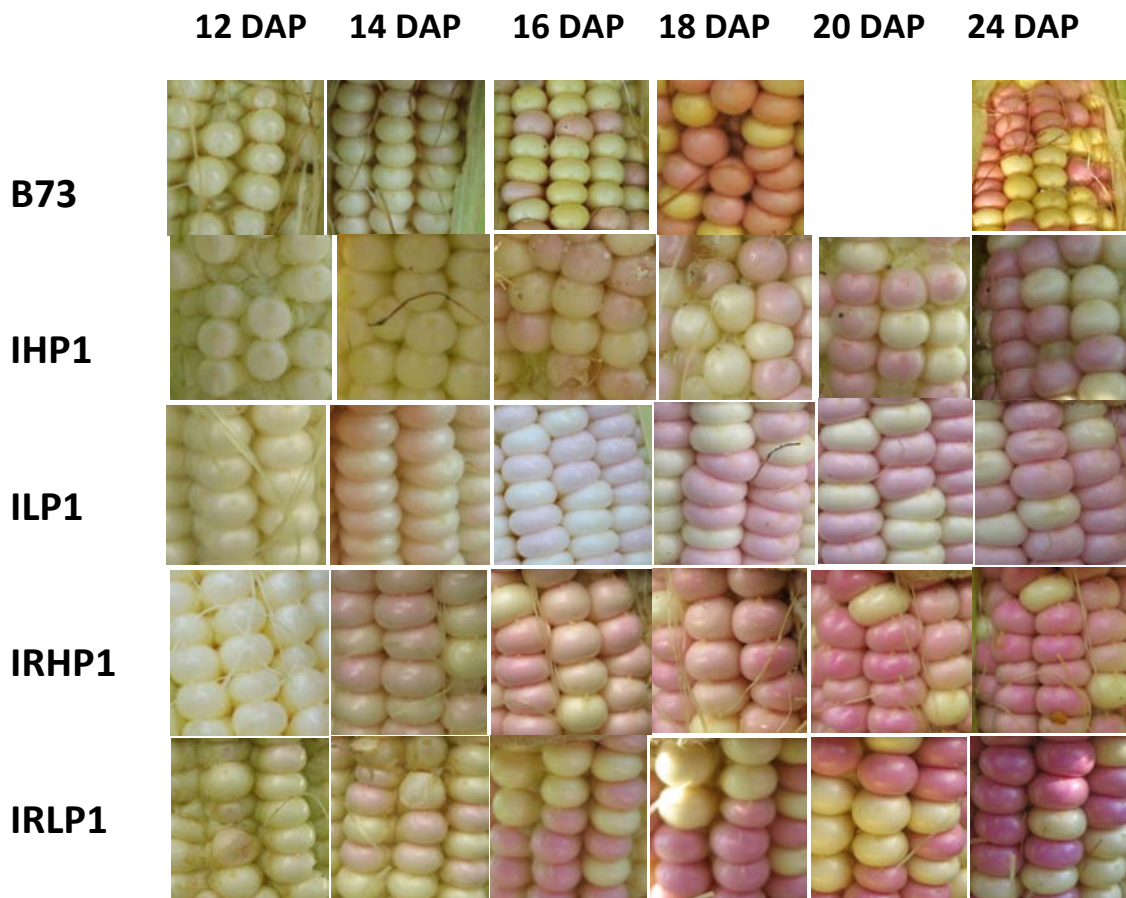 12 DAP 14 DAP 16 DAP 18 DAP 20 DAP 24 DAP
B73
IHP1
ILP1
IRHP1
IRLP1